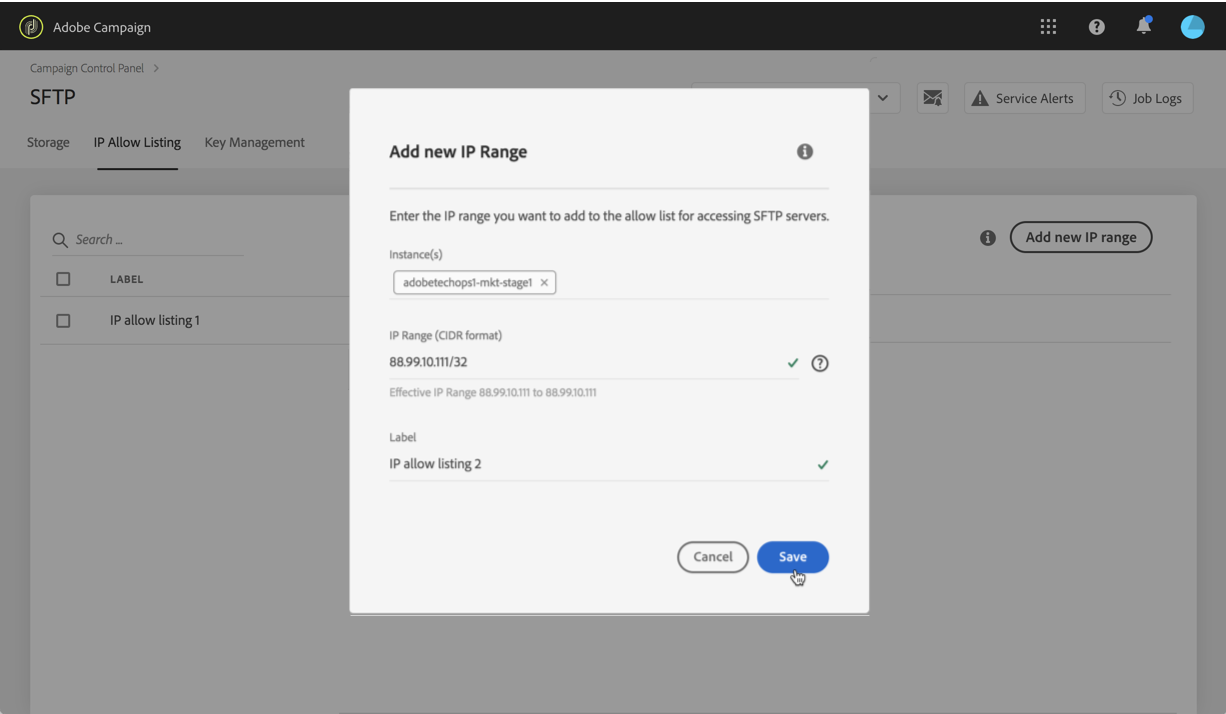 Adobe Campaign
Campaign Control Panel >
SFTP
Service Alerts
Job Logs
Storage IP Allow Listing Key Management
Search ...
Add new IP range
LABEL
IP allow listing 1
Add new IP Range
Enter the IP range you want to add to the allow list for accessing SFTP servers.
Instance(s)
adobetechops1-mkt-stage1
IP Range (CIDR format)
88.99.10.111/32
Effective IP Range 88.99.10.111 to 88.99.10.111
Label
IP allow listing 2
Cancel Save